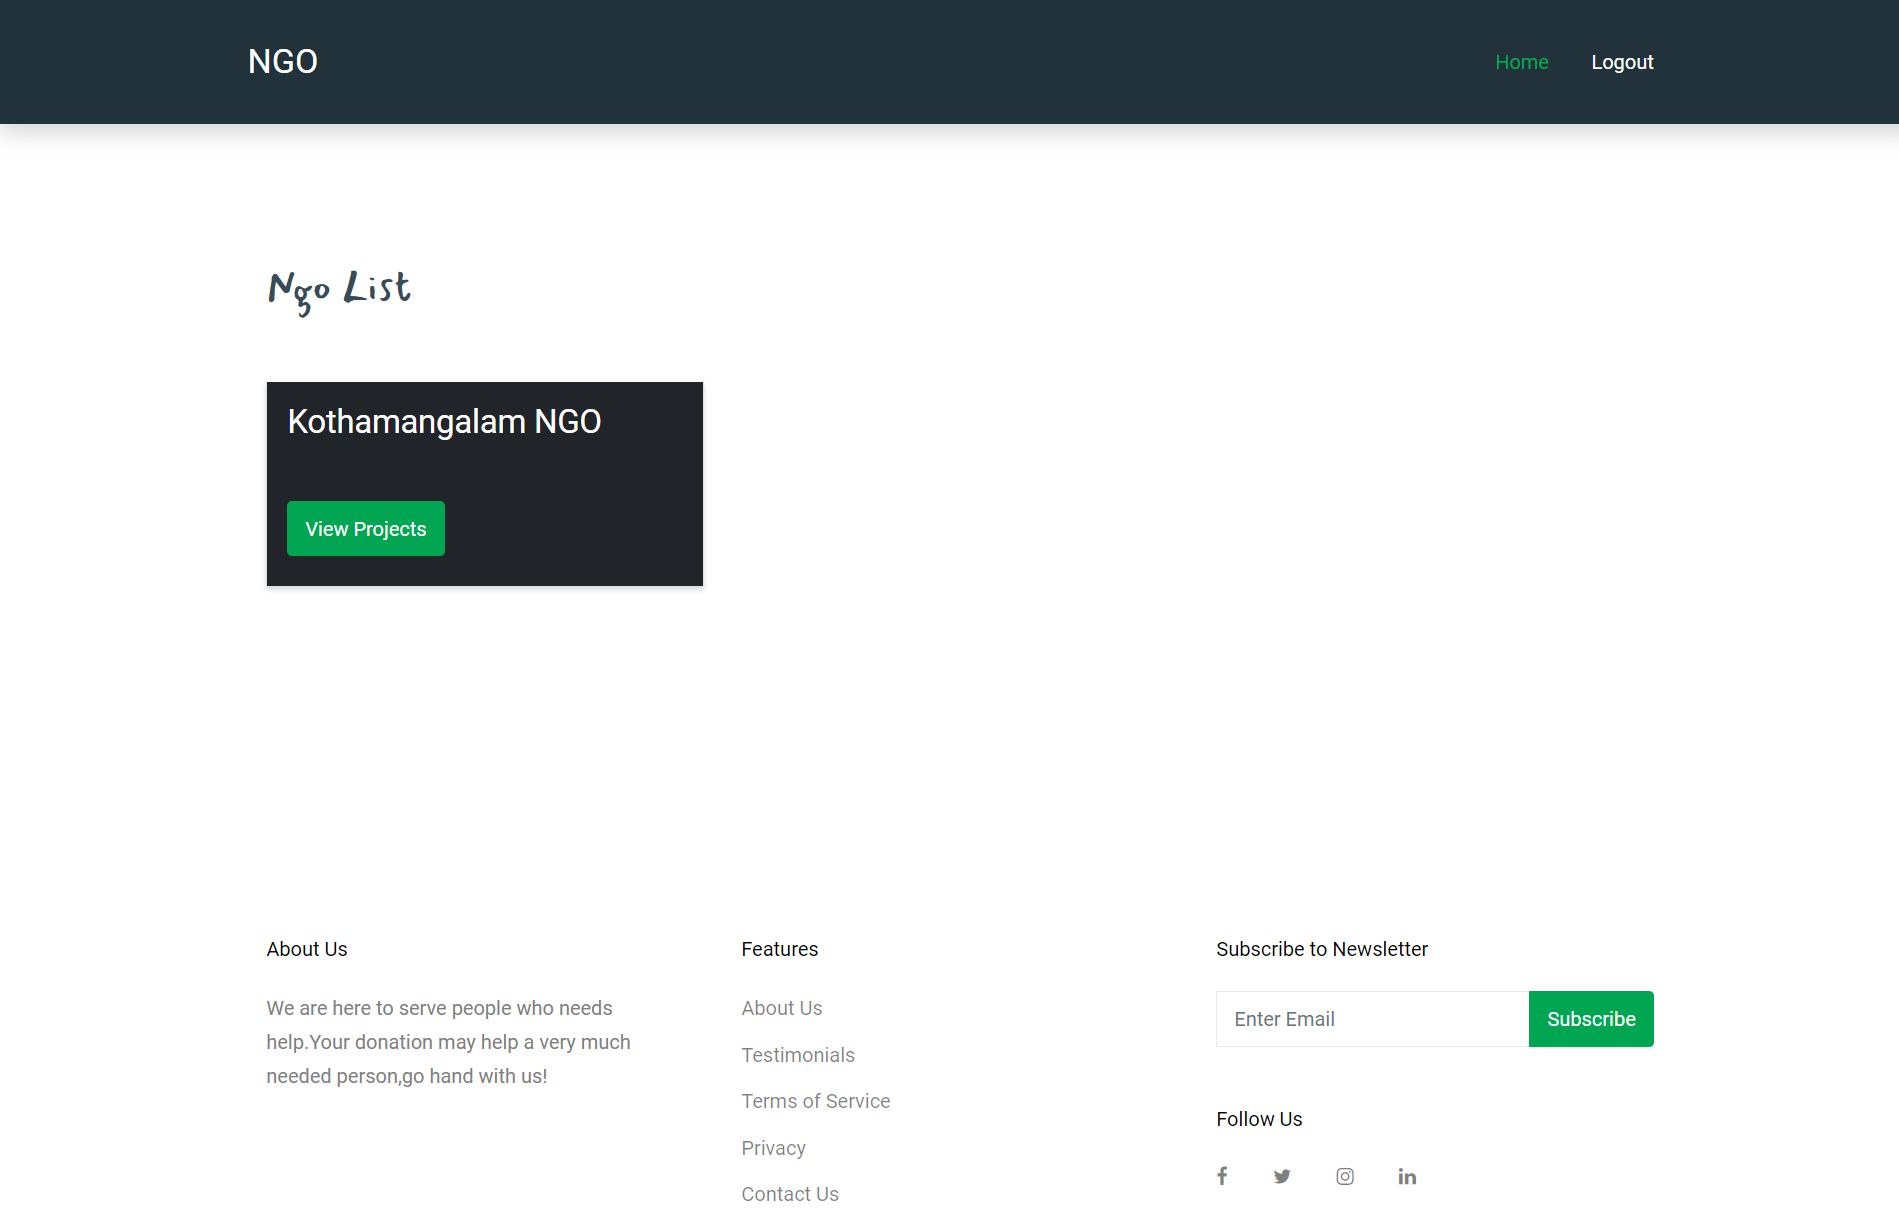 NGO
Home
Logout
Ngo List
Kothamangalam NGO
View Projects
About Us
We are here to serve people who needs
help.Your donation may help a very much
needed person,go hand with us!
Features
About Us
Testimonials
Terms of Service
Privacy
Contact Us
Subscribe to Newsletter
Enter Email
Subscribe
Follow Us